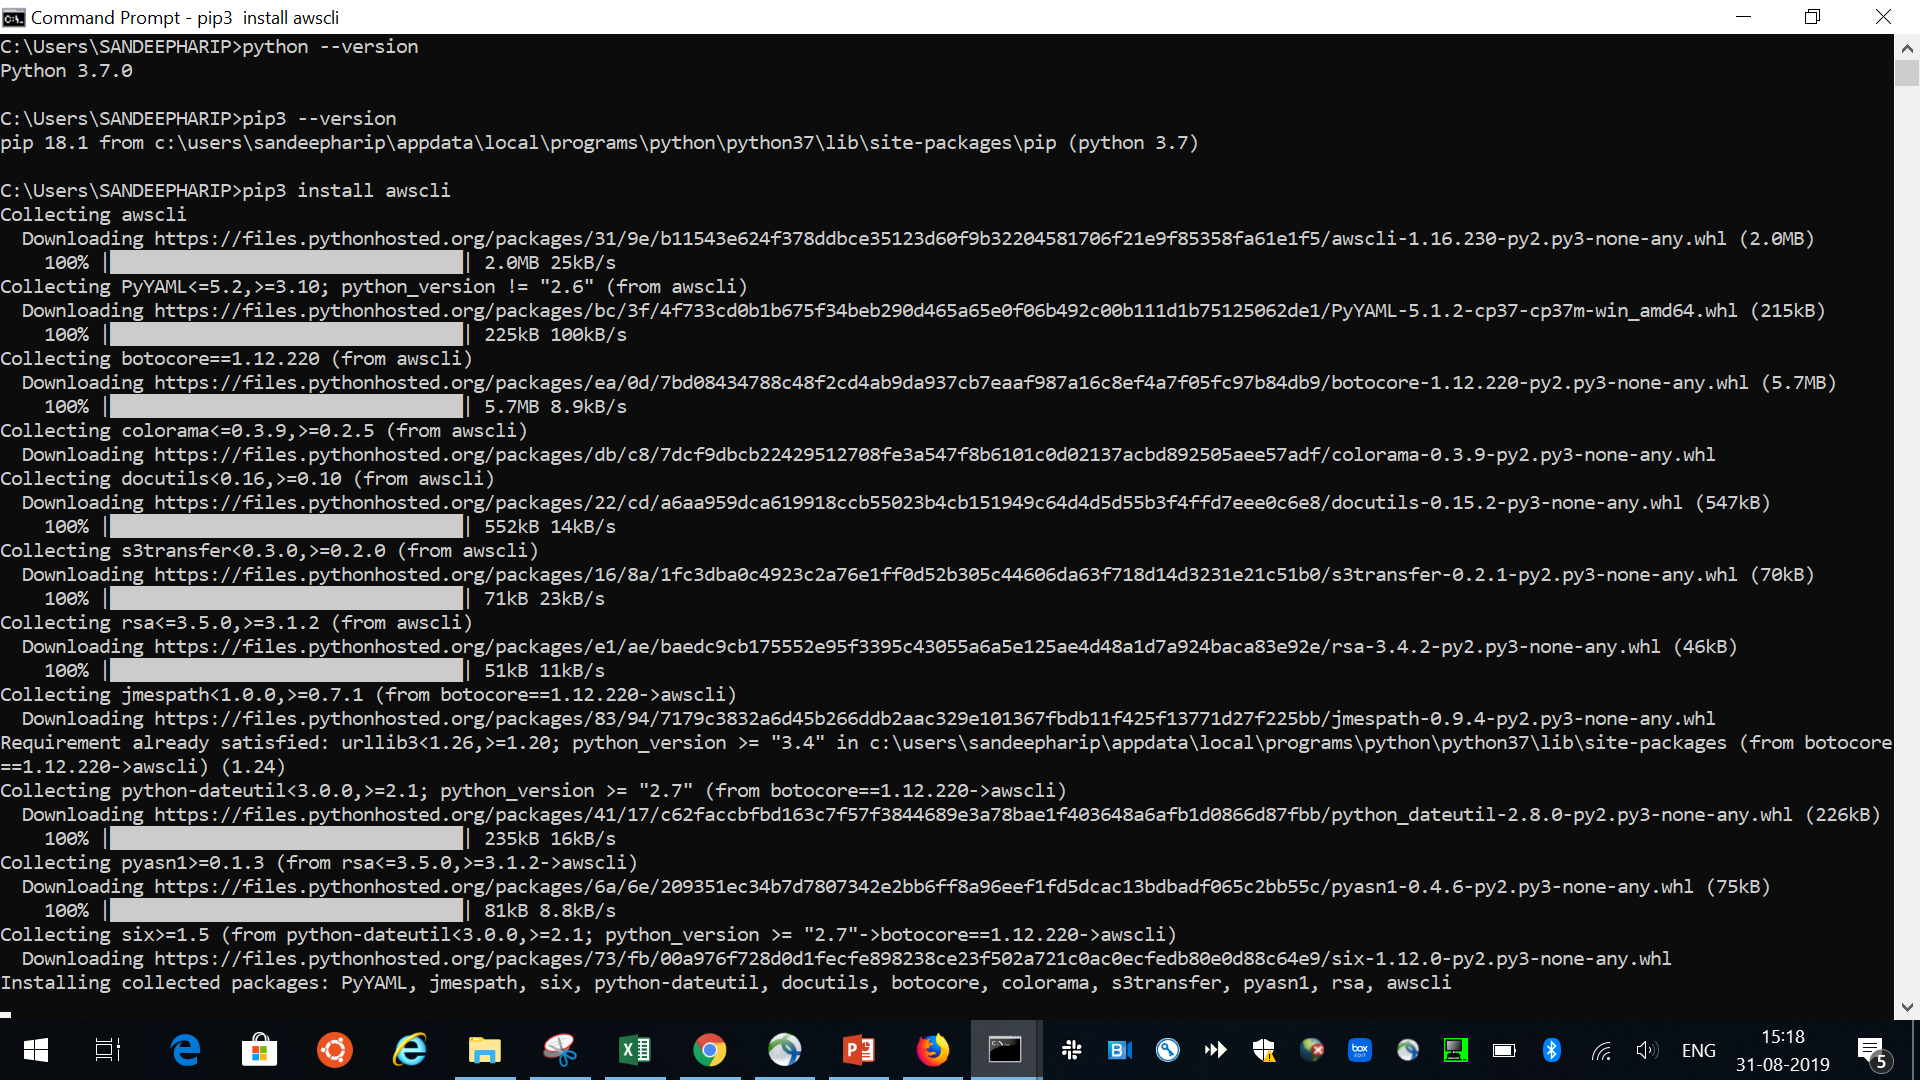 Command Prompt - pip3  install awscli
C:\Users\SANDEEPHARIP>python --version
Python 3.7.0
C:\Users\SANDEEPHARIP>pip3 --version
pip 18.1 from c:\users\sandeepharip\appdata\local\programs\python\python37\lib\site-packages\pip (python 3.7)
C:\Users\SANDEEPHARIP>pip3 install awscli
Collecting awscli
  Downloading https://files.pythonhosted.org/packages/31/9e/b11543e624f378ddbce35123d60f9b32204581706f21e9f85358fa61e1f5/awscli-1.16.230-py2.py3-none-any.whl (2.0MB)
    100% |████████████████████████████████| 2.0MB 25kB/s
Collecting PyYAML<=5.2,>=3.10; python_version != "2.6" (from awscli)
  Downloading https://files.pythonhosted.org/packages/bc/3f/4f733cd0b1b675f34beb290d465a65e0f06b492c00b111d1b75125062de1/PyYAML-5.1.2-cp37-cp37m-win_amd64.whl (215kB)
    100% |████████████████████████████████| 225kB 100kB/s
Collecting botocore==1.12.220 (from awscli)
  Downloading https://files.pythonhosted.org/packages/ea/0d/7bd08434788c48f2cd4ab9da937cb7eaaf987a16c8ef4a7f05fc97b84db9/botocore-1.12.220-py2.py3-none-any.whl (5.7MB)
    100% |████████████████████████████████| 5.7MB 8.9kB/s
Collecting colorama<=0.3.9,>=0.2.5 (from awscli)
  Downloading https://files.pythonhosted.org/packages/db/c8/7dcf9dbcb22429512708fe3a547f8b6101c0d02137acbd892505aee57adf/colorama-0.3.9-py2.py3-none-any.whl
Collecting docutils<0.16,>=0.10 (from awscli)
  Downloading https://files.pythonhosted.org/packages/22/cd/a6aa959dca619918ccb55023b4cb151949c64d4d5d55b3f4ffd7eee0c6e8/docutils-0.15.2-py3-none-any.whl (547kB)
    100% |████████████████████████████████| 552kB 14kB/s
Collecting s3transfer<0.3.0,>=0.2.0 (from awscli)
  Downloading https://files.pythonhosted.org/packages/16/8a/1fc3dba0c4923c2a76e1ff0d52b305c44606da63f718d14d3231e21c51b0/s3transfer-0.2.1-py2.py3-none-any.whl (70kB)
    100% |████████████████████████████████| 71kB 23kB/s
Collecting rsa<=3.5.0,>=3.1.2 (from awscli)
  Downloading https://files.pythonhosted.org/packages/e1/ae/baedc9cb175552e95f3395c43055a6a5e125ae4d48a1d7a924baca83e92e/rsa-3.4.2-py2.py3-none-any.whl (46kB)
    100% |████████████████████████████████| 51kB 11kB/s
Collecting jmespath<1.0.0,>=0.7.1 (from botocore==1.12.220->awscli)
  Downloading https://files.pythonhosted.org/packages/83/94/7179c3832a6d45b266ddb2aac329e101367fbdb11f425f13771d27f225bb/jmespath-0.9.4-py2.py3-none-any.whl
Requirement already satisfied: urllib3<1.26,>=1.20; python_version >= "3.4" in c:\users\sandeepharip\appdata\local\programs\python\python37\lib\site-packages (from botocore
==1.12.220->awscli) (1.24)
Collecting python-dateutil<3.0.0,>=2.1; python_version >= "2.7" (from botocore==1.12.220->awscli)
  Downloading https://files.pythonhosted.org/packages/41/17/c62faccbfbd163c7f57f3844689e3a78bae1f403648a6afb1d0866d87fbb/python_dateutil-2.8.0-py2.py3-none-any.whl (226kB)
    100% |████████████████████████████████| 235kB 16kB/s
Collecting pyasn1>=0.1.3 (from rsa<=3.5.0,>=3.1.2->awscli)
  Downloading https://files.pythonhosted.org/packages/6a/6e/209351ec34b7d7807342e2bb6ff8a96eef1fd5dcac13bdbadf065c2bb55c/pyasn1-0.4.6-py2.py3-none-any.whl (75kB)
    100% |████████████████████████████████| 81kB 8.8kB/s
Collecting six>=1.5 (from python-dateutil<3.0.0,>=2.1; python_version >= "2.7"->botocore==1.12.220->awscli)
  Downloading https://files.pythonhosted.org/packages/73/fb/00a976f728d0d1fecfe898238ce23f502a721c0ac0ecfedb80e0d88c64e9/six-1.12.0-py2.py3-none-any.whl
Installing collected packages: PyYAML, jmespath, six, python-dateutil, docutils, botocore, colorama, s3transfer, pyasn1, rsa, awscli
ENG
15:18
31-08-2019
5